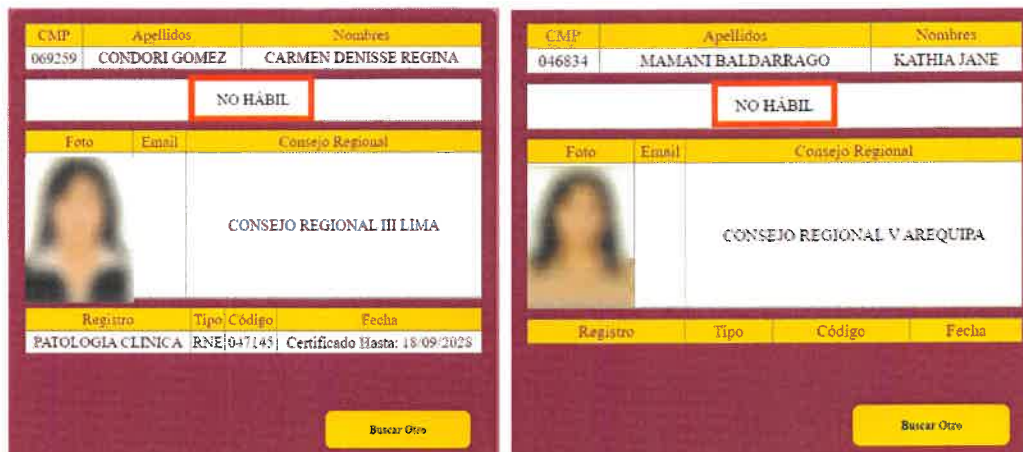 CMP Apellidos Nombres
069259 CONDORI GOMEZ CARMEN DENISSE REGINA
NO HÁBIL
Foto Email Consejo Regional
CONSEJO REGIONAL III LIMA
Registro Tipo Código Fecha
PATOLOGIA CLINICA RNE 047145 Certificado Hasta: 18/09/2028
Buscar Otro
CMP Apellidos Nombres
046834 MAMANI BALDARRAGO KATHIA JANE
NO HÁBIL
Foto Email Consejo Regional
CONSEJO REGIONAL V AREQUIPA
Registro Tipo Código Fecha
Buscar Otro